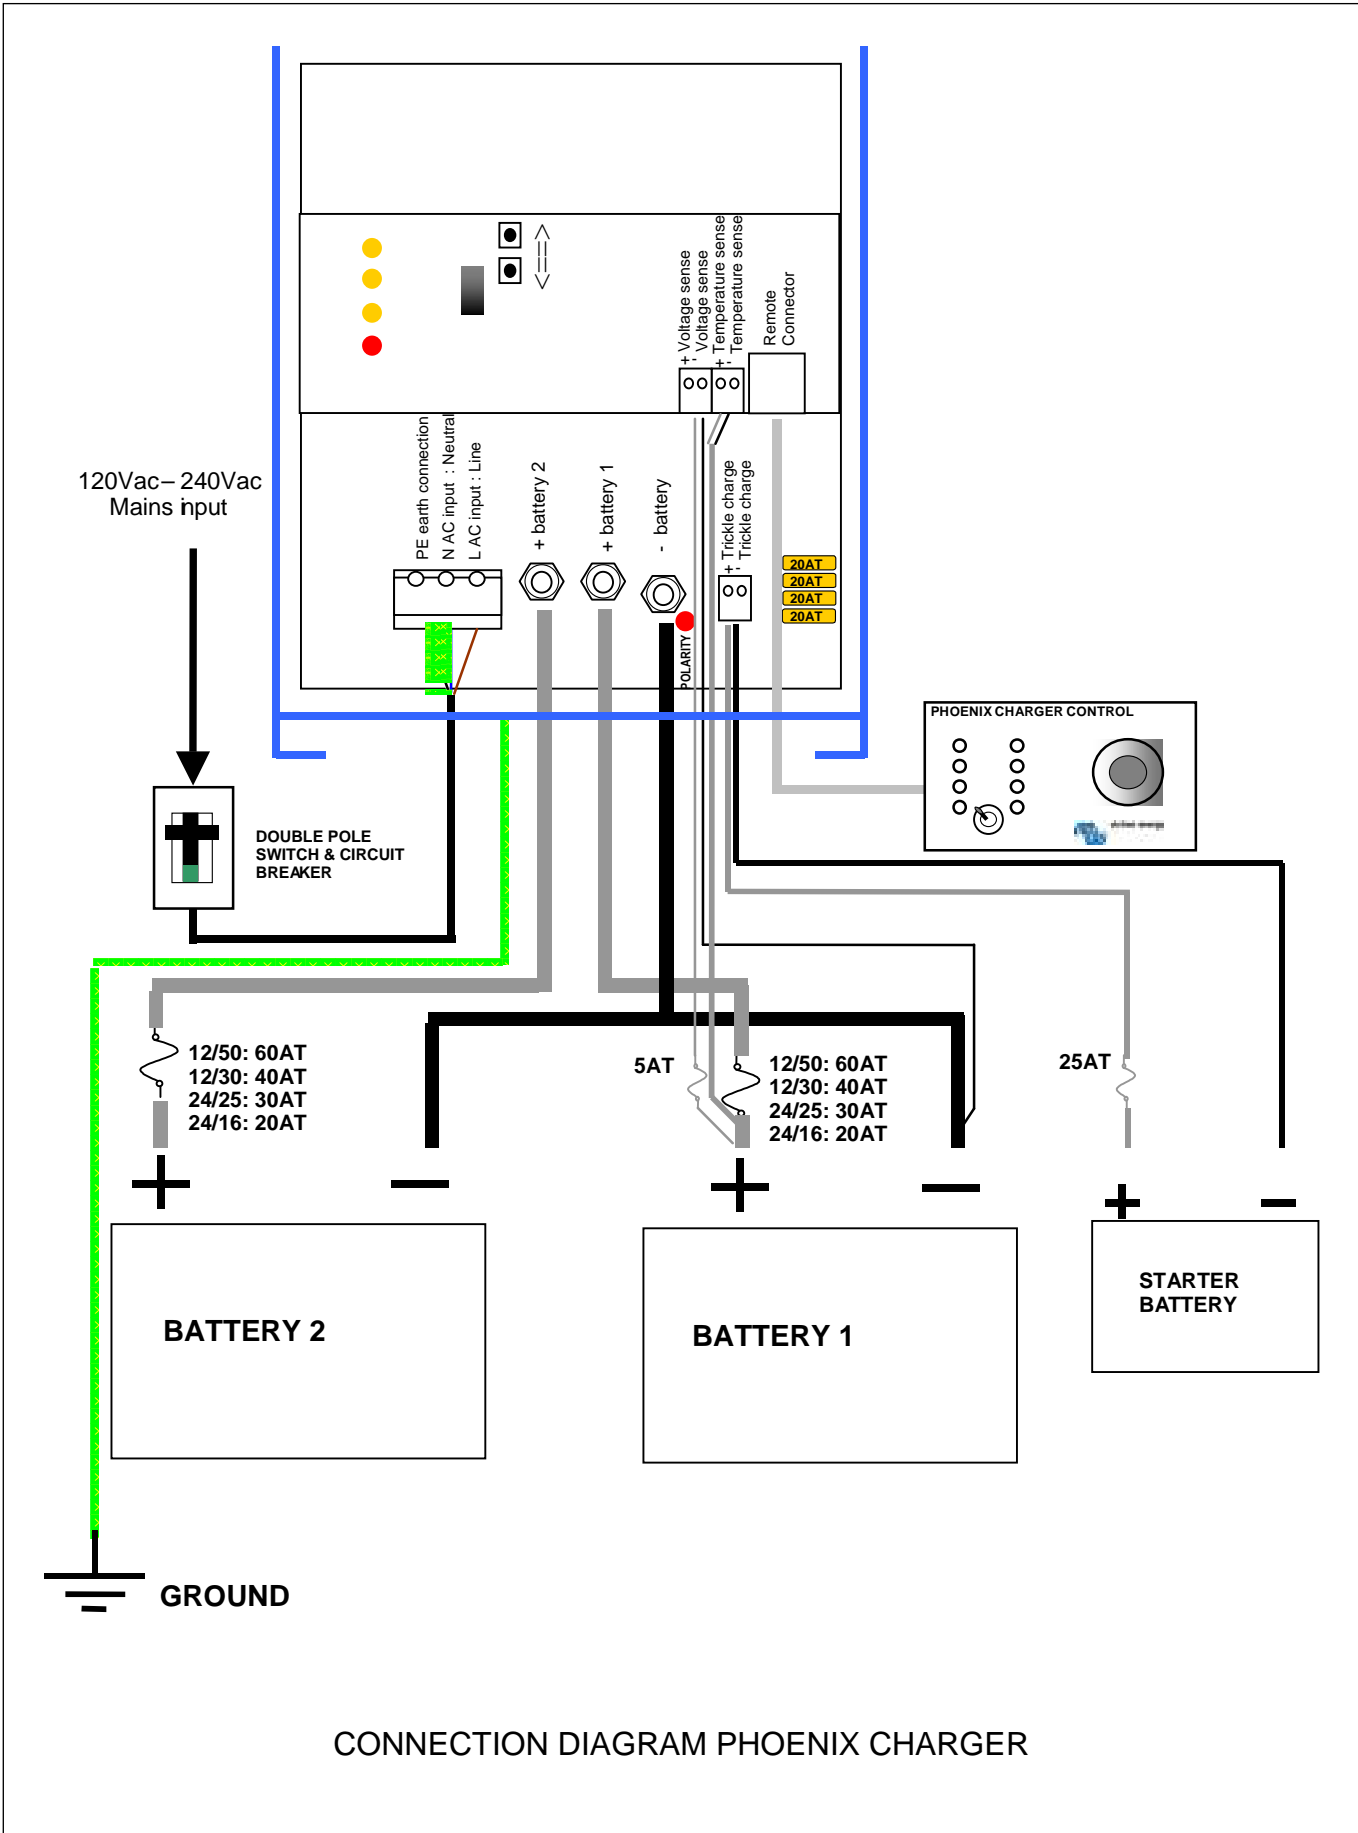 <==>
+ Voltage sense
- Voltage sense
+ Temperature sense
- Temperature sense
Remote
Connector
PE earth connection
N AC input : Neutral
L AC input : Line
+ battery 2
+ battery 1
- battery
+ Trickle charge
- Trickle charge
120Vac– 240Vac
Mains input
20AT
20AT
20AT
20AT
POLARITY
PHOENIX CHARGER CONTROL
DOUBLE POLE
SWITCH & CIRCUIT
BREAKER
12/50: 60AT
12/30: 40AT
24/25: 30AT
24/16: 20AT
5AT
12/50: 60AT
12/30: 40AT
24/25: 30AT
24/16: 20AT
25AT
+ −
+ −
+ −
BATTERY 2
BATTERY 1
STARTER
BATTERY
GROUND
CONNECTION DIAGRAM PHOENIX CHARGER